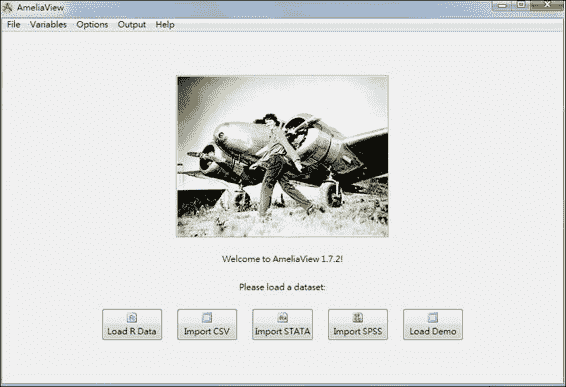 AmeliaView
File Variables Options Output Help
Welcome to AmeliaView 1.7.2!
Please load a dataset:
Load R Data Import CSV Import STATA Import SPSS Load Demo